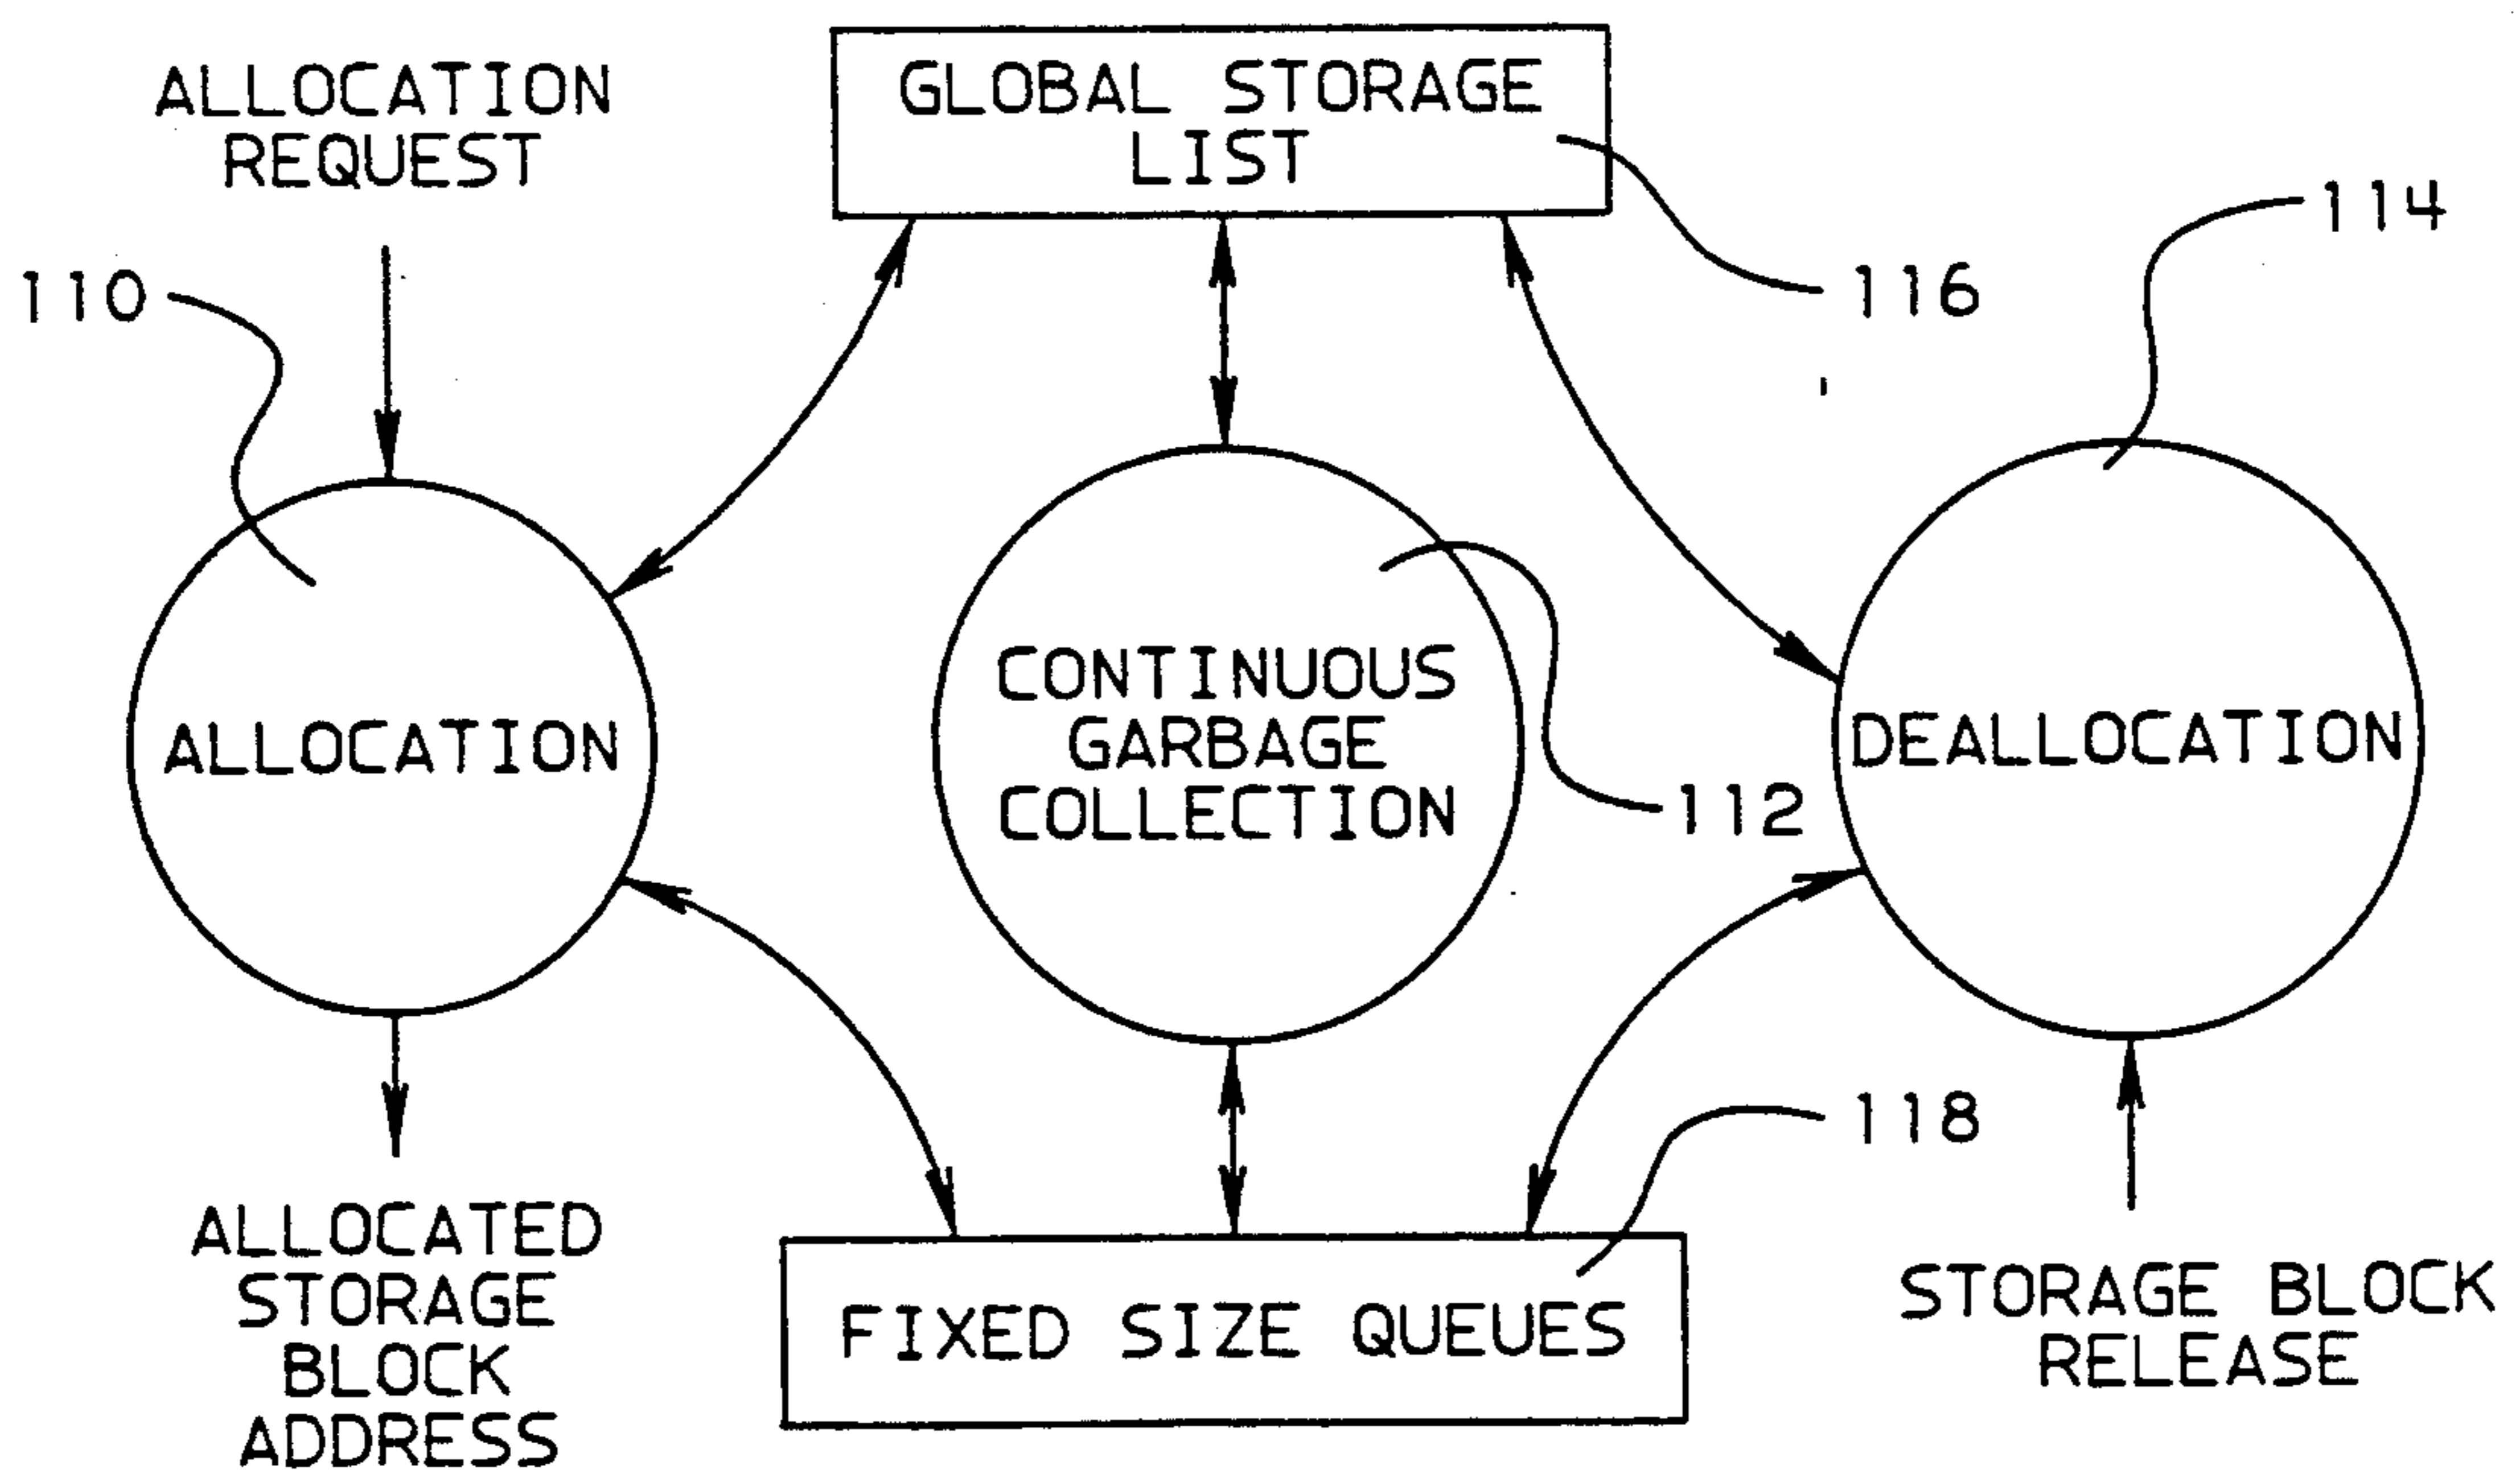 ALLOCATION
REQUEST
GLOBAL STORAGE
LIST
114
110
116
CONTINUOUS
GARBAGE
COLLECTION
ALLOCATION
DEALLOCATION
112
118
ALLOCATED
STORAGE
BLOCK
ADDRESS
FIXED SIZE QUEUES
STORAGE BLOCK
RELEASE